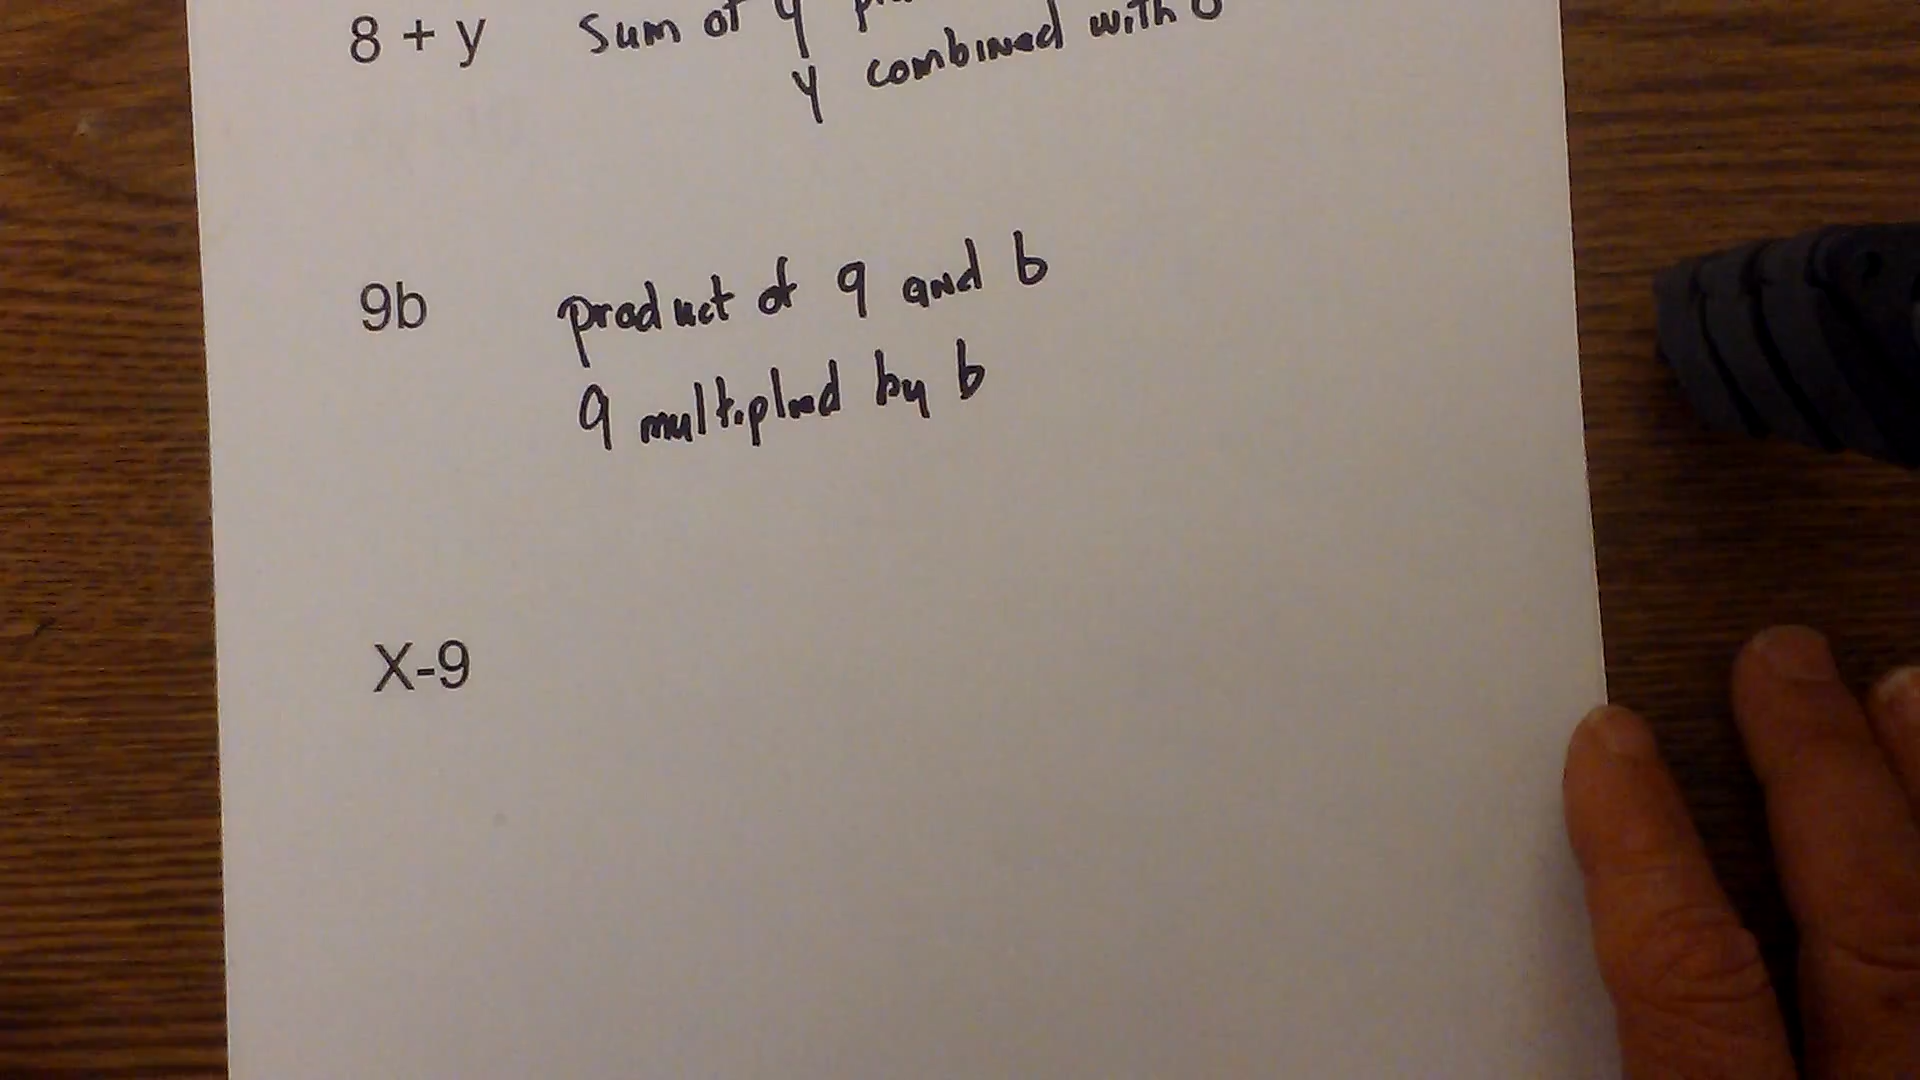 8 + y Sum of y
y combined with
9b product of 9 and b
9 multiplied by b
X-9